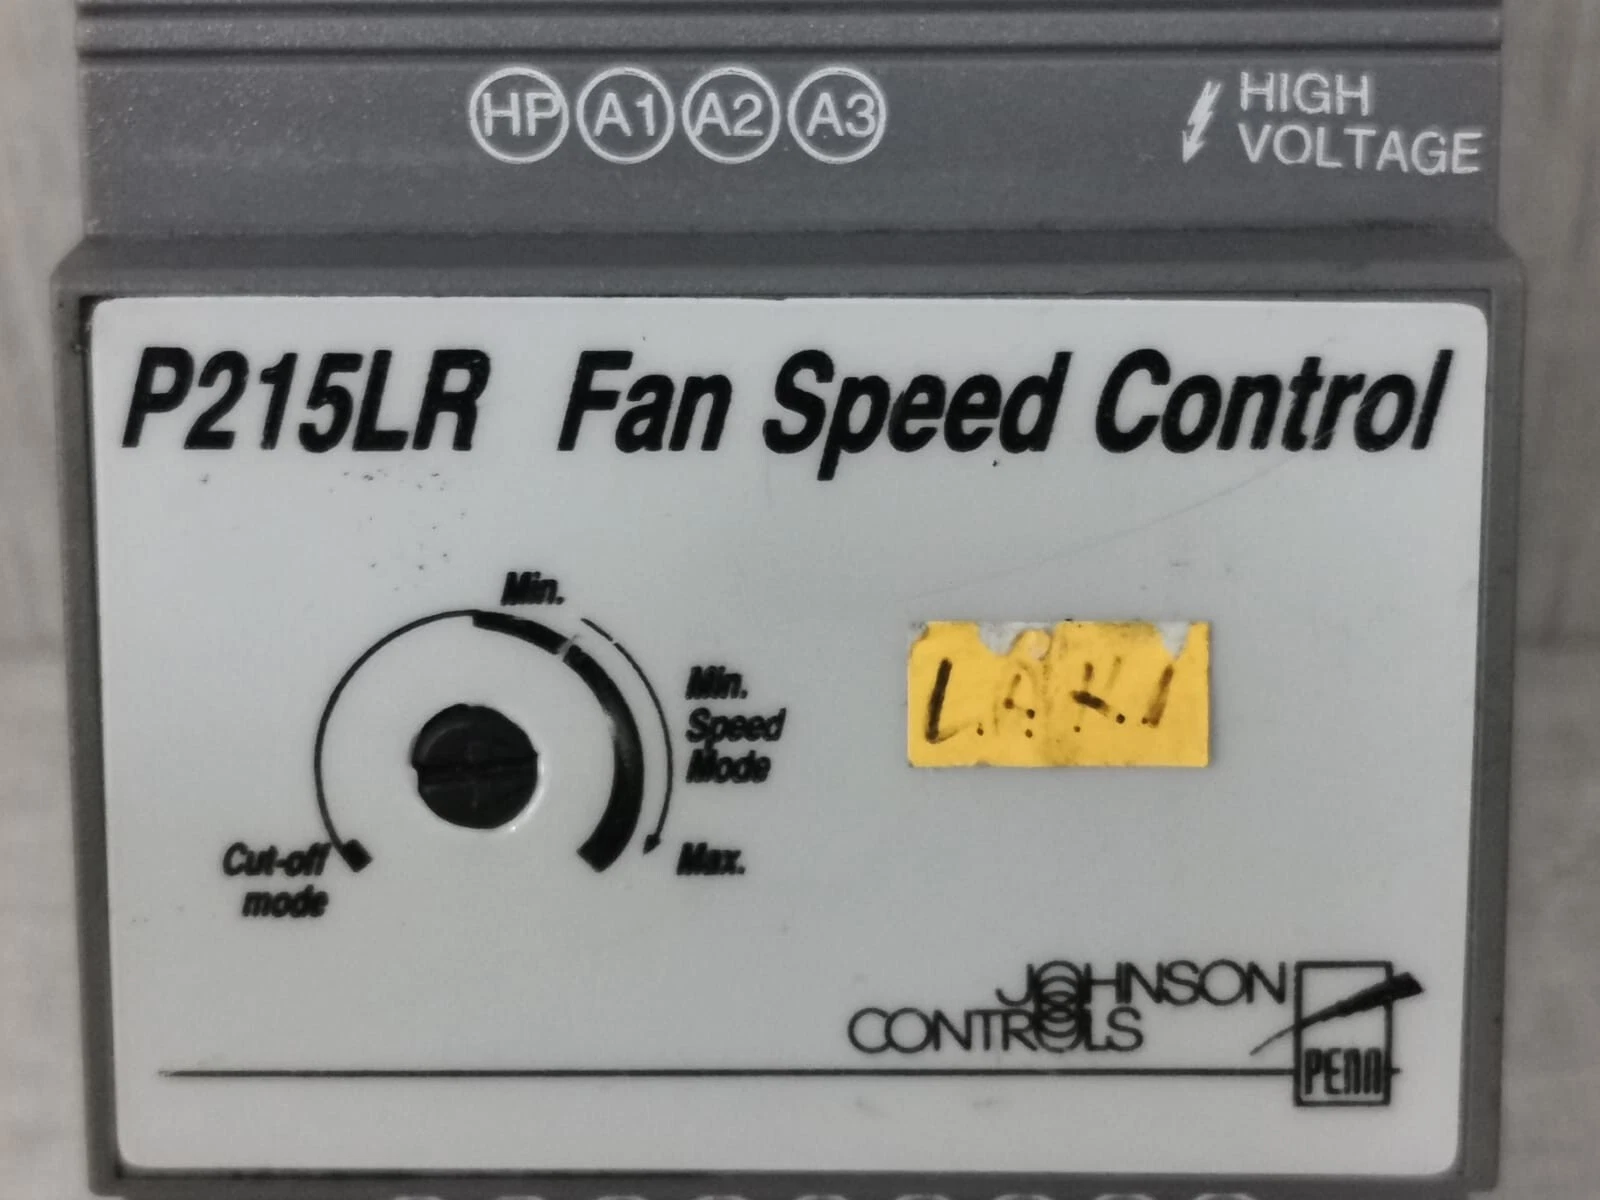 HP A1 A2 A3
HIGH
VOLTAGE
P215LR Fan Speed Control
Min.
Min.
Speed
Mode
Max.
Cut-off
mode
L.A.H.1
JOHNSON
CONTROLS
PENN